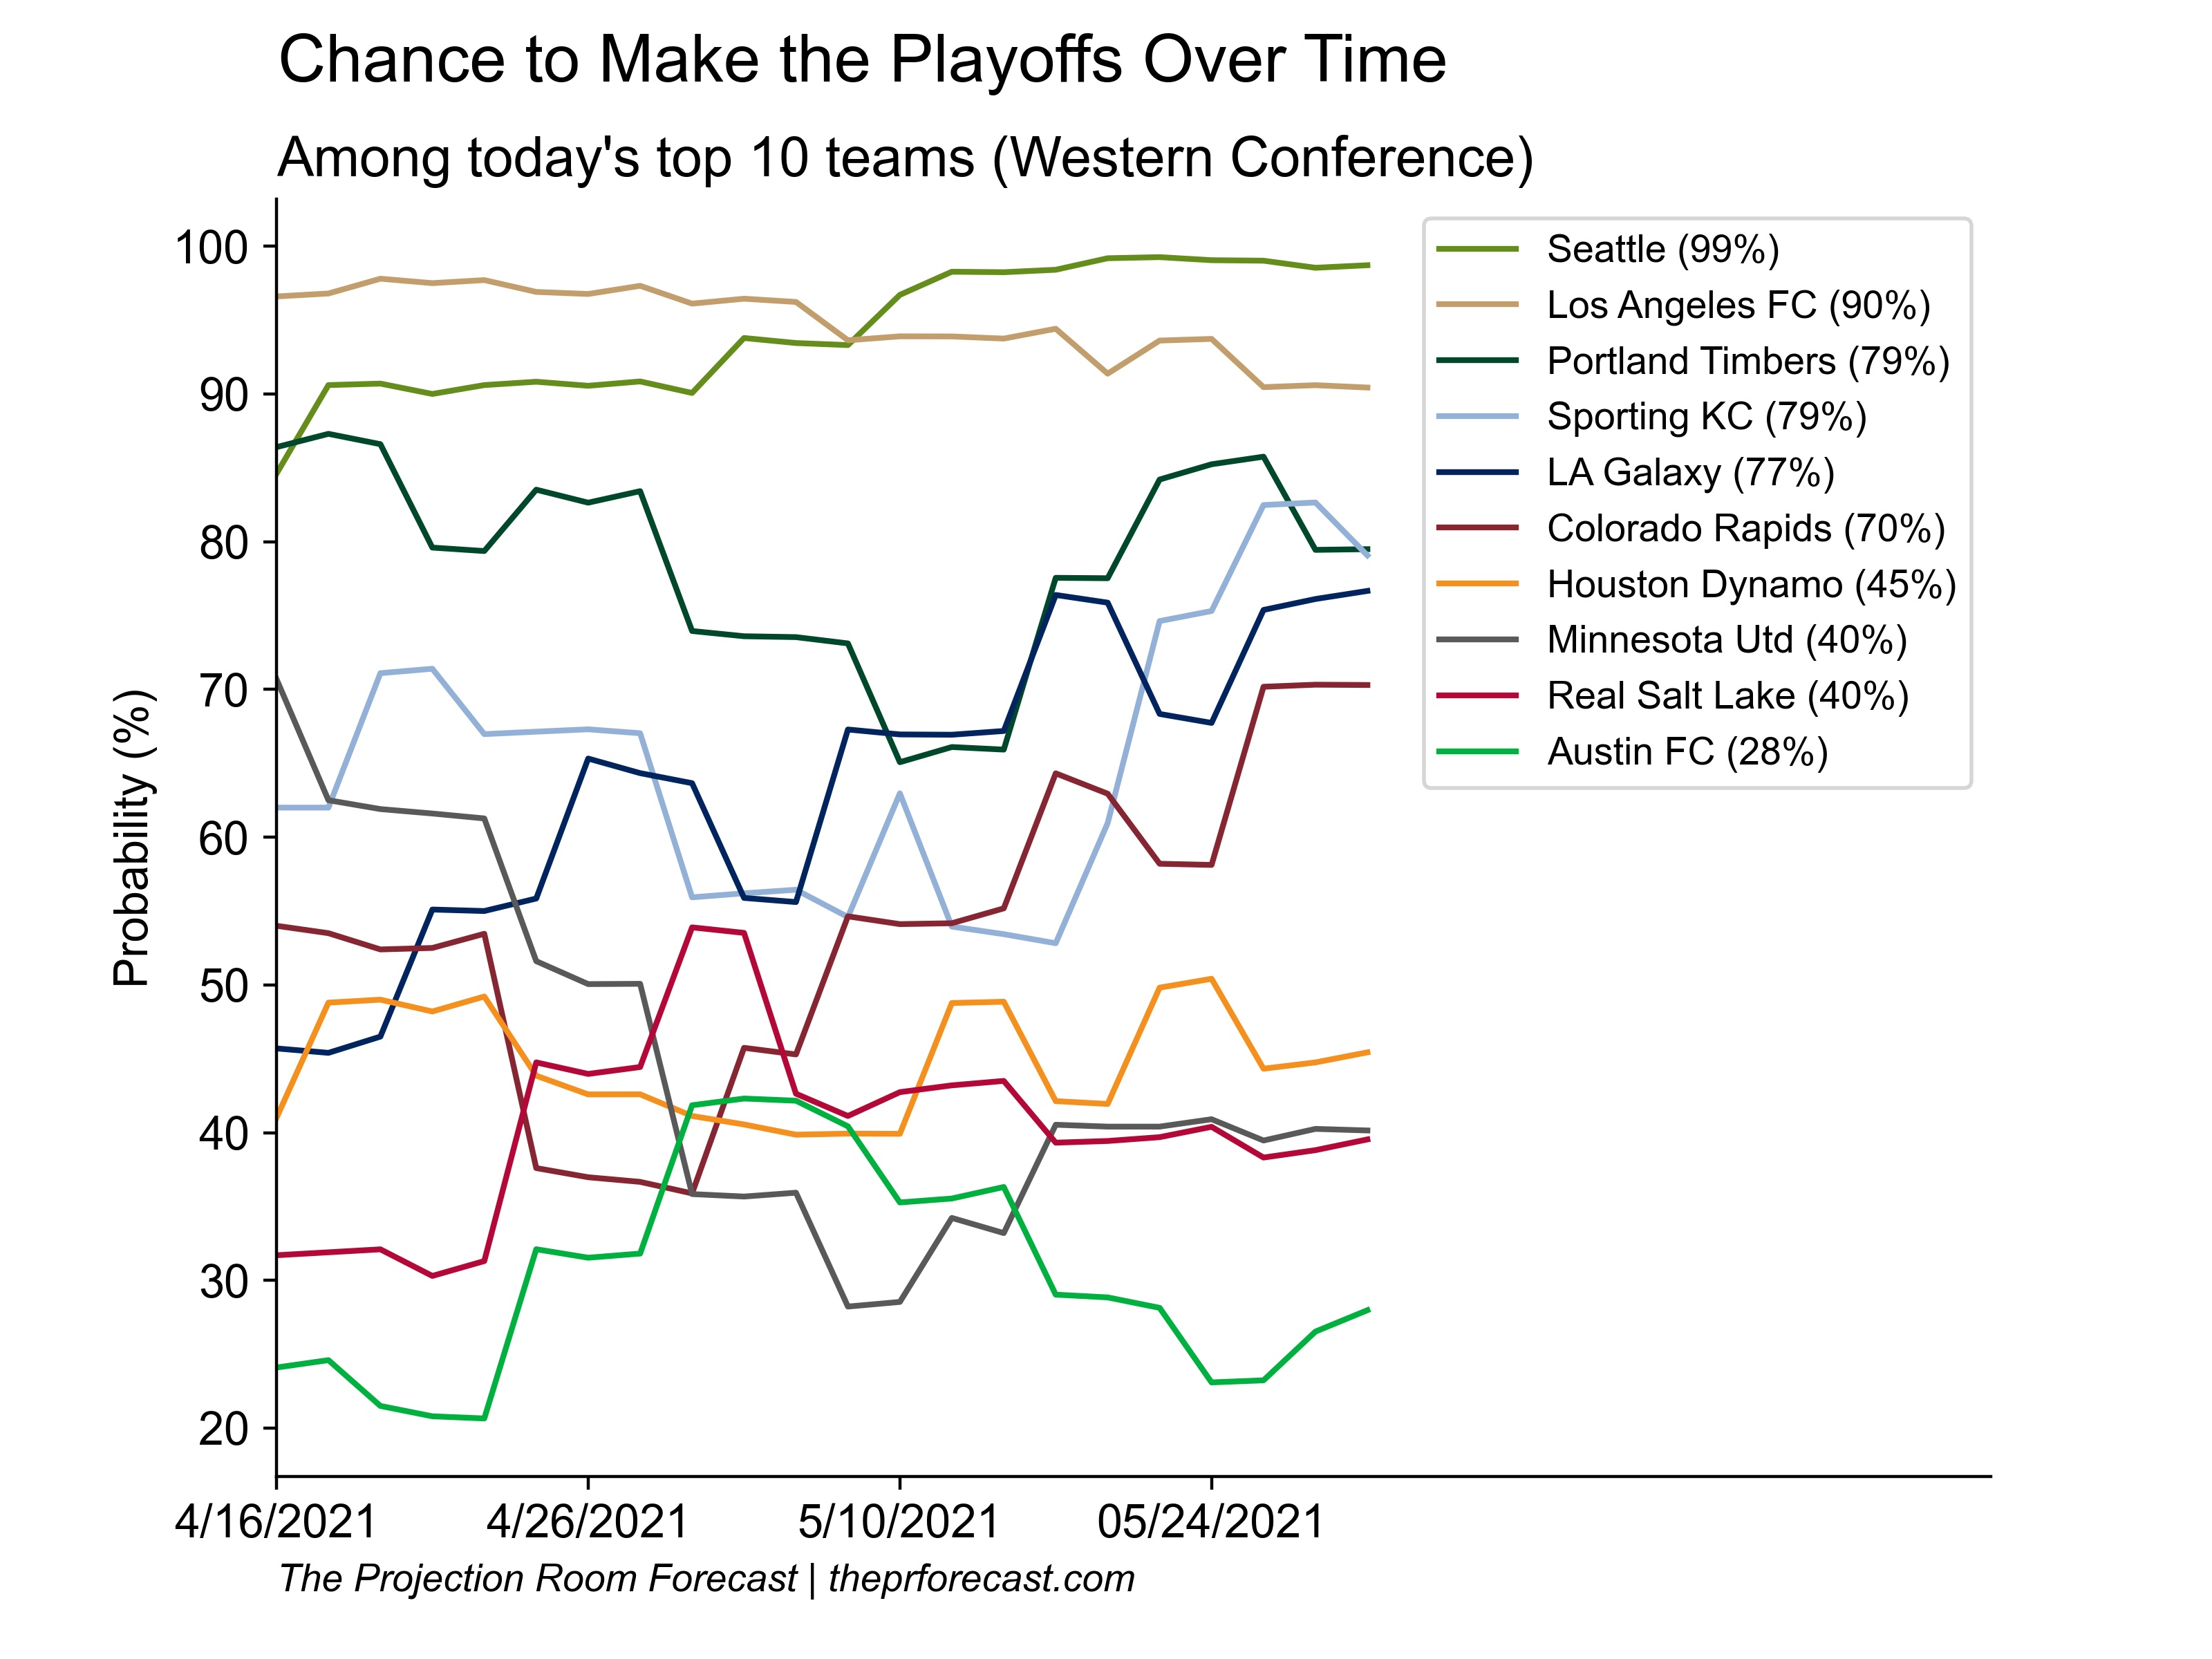 Chance to Make the Playoffs Over Time
Among today's top 10 teams (Western Conference)
Probability (%)
100
90
80
70
60
50
40
30
20
4/16/2021
4/26/2021
5/10/2021
05/24/2021
Seattle (99%)
Los Angeles FC (90%)
Portland Timbers (79%)
Sporting KC (79%)
LA Galaxy (77%)
Colorado Rapids (70%)
Houston Dynamo (45%)
Minnesota Utd (40%)
Real Salt Lake (40%)
Austin FC (28%)
The Projection Room Forecast | theprforecast.com